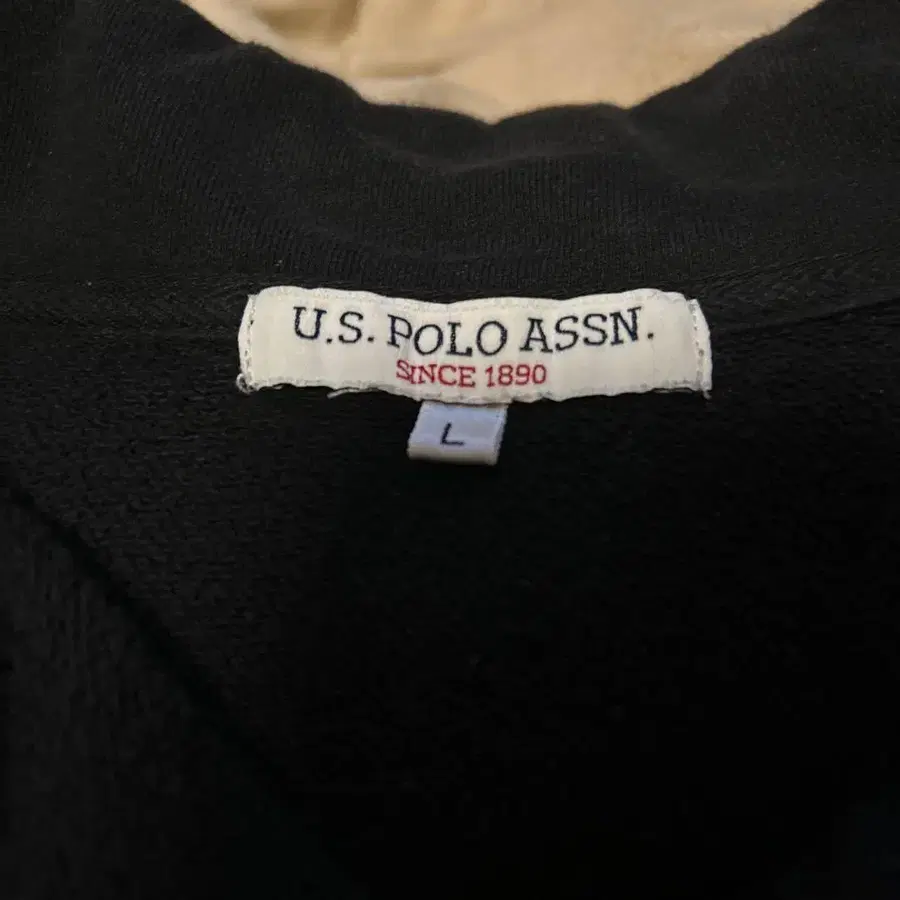 U.S. POLO ASSN.
SINCE 1890
L